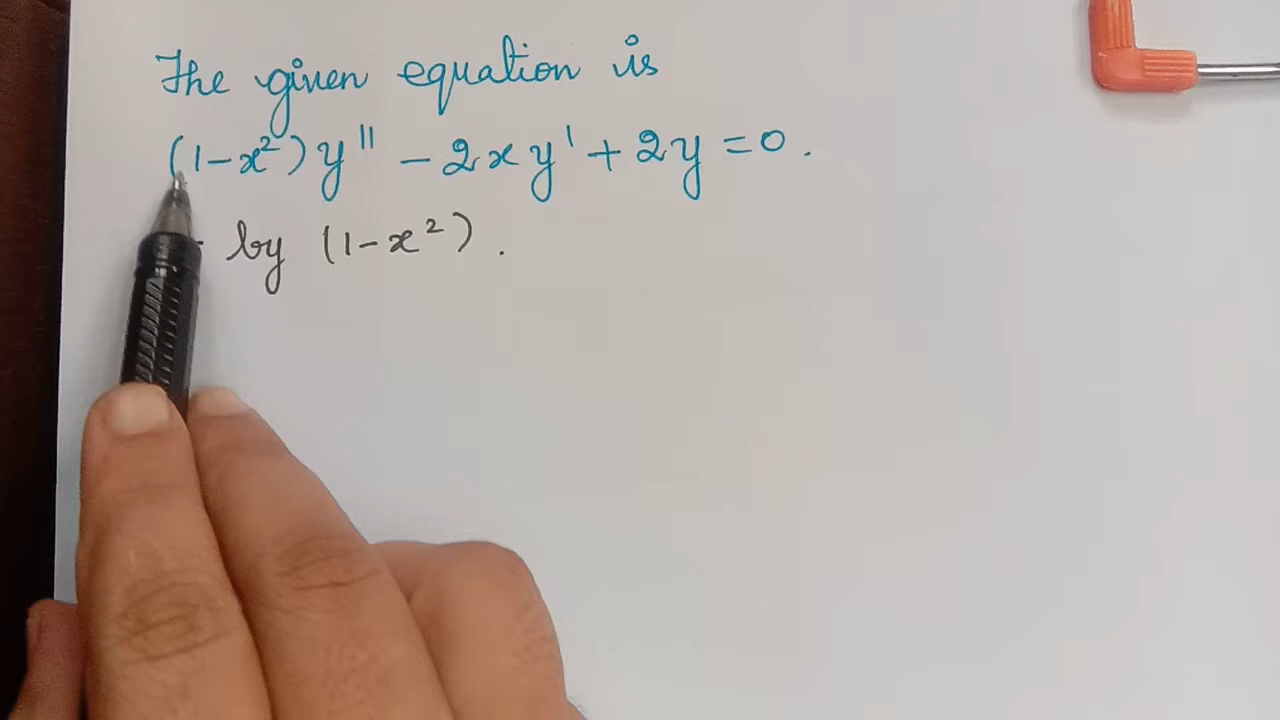 The given equation is
(1-x²)y'' - 2xy' + 2y = 0.
by (1-x²).